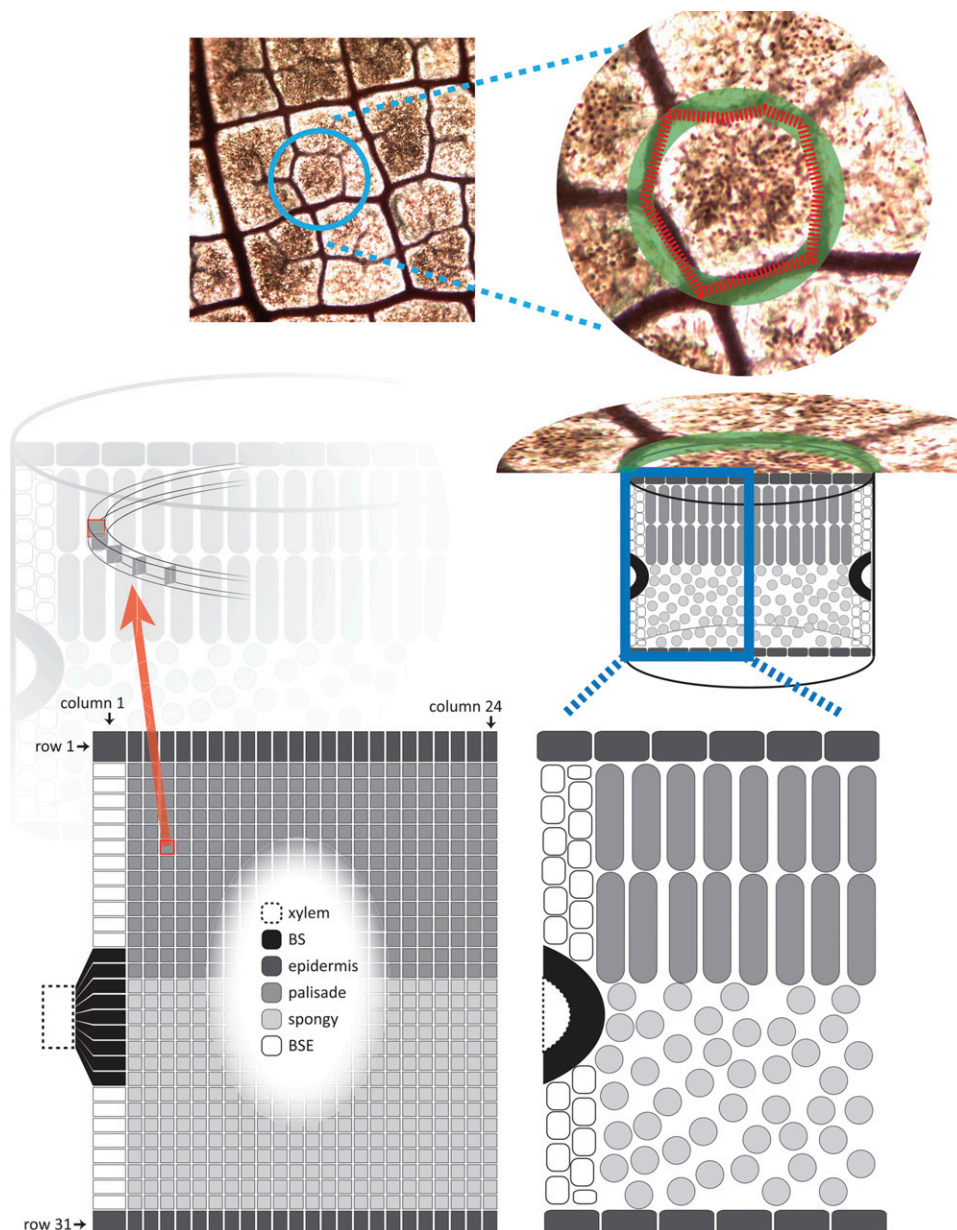 column 1
column 24
row 1
xylem
BS
epidermis
palisade
spongy
BSE
row 31